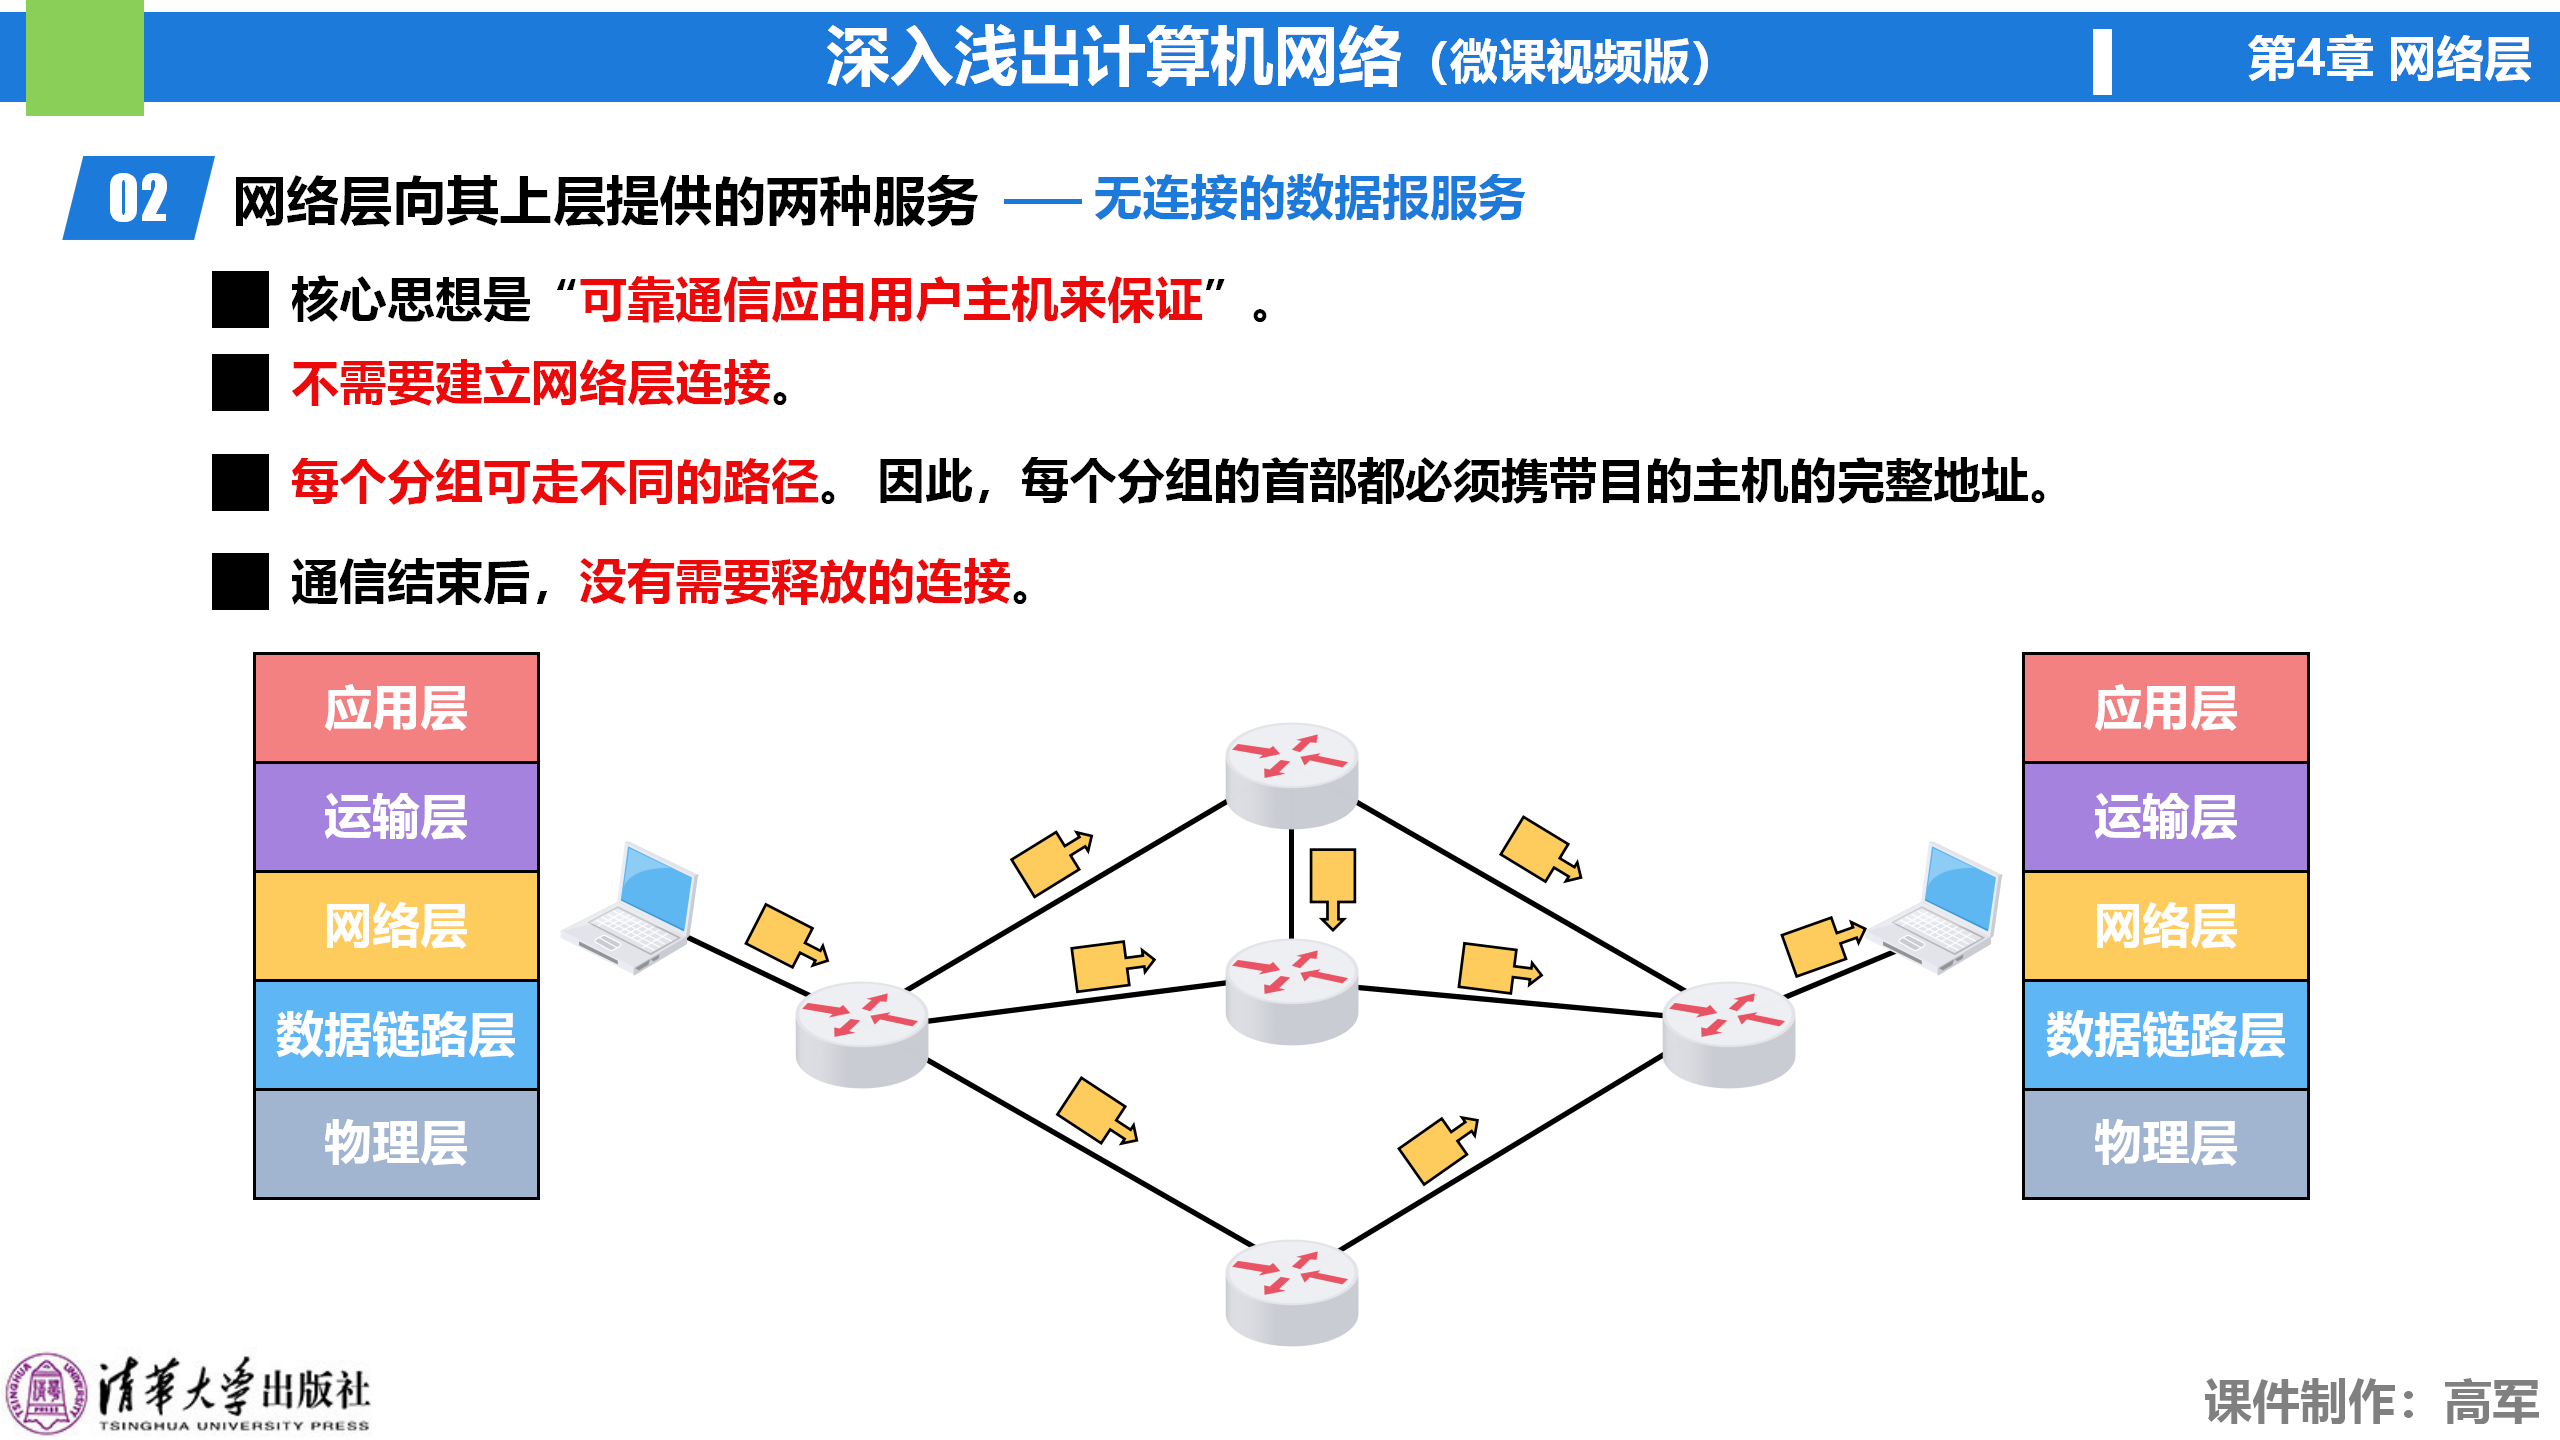 深入浅出计算机网络（微课视频版）
第4章 网络层
02 网络层向其上层提供的两种服务 —— 无连接的数据报服务
核心思想是“可靠通信应由用户主机来保证”。
不需要建立网络层连接。
每个分组可走不同的路径。 因此，每个分组的首部都必须携带目的主机的完整地址。
通信结束后，没有需要释放的连接。
应用层
运输层
网络层
数据链路层
物理层
应用层
运输层
网络层
数据链路层
物理层
清华大学出版社
TSINGHUA UNIVERSITY PRESS
课件制作：高军